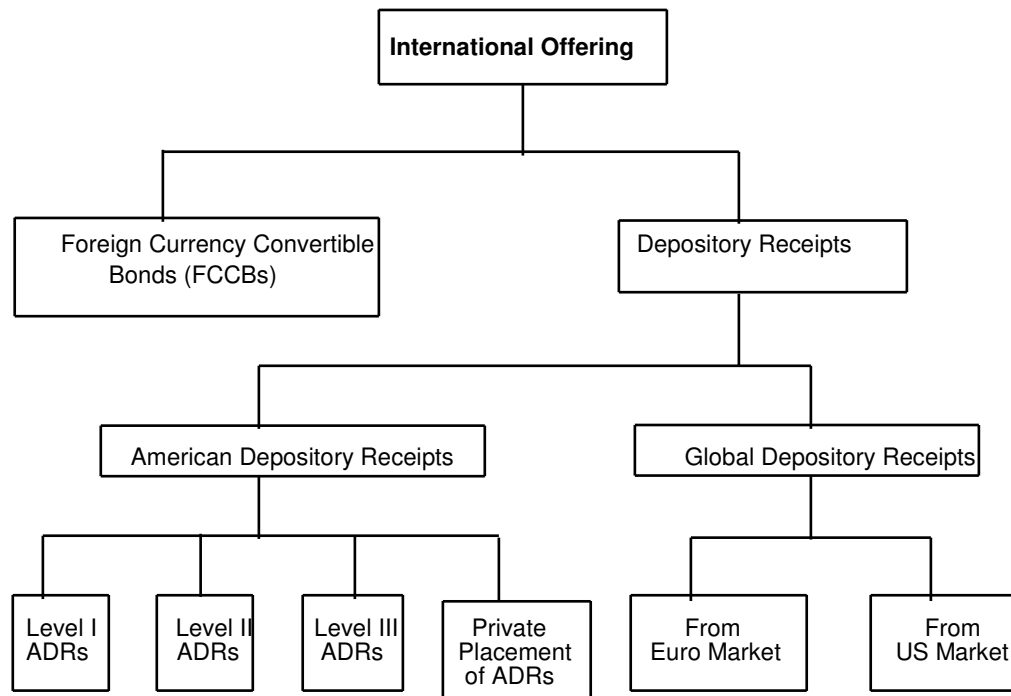 International Offering
Foreign Currency Convertible
Bonds (FCCBs)
Depository Receipts
American Depository Receipts
Global Depository Receipts
Level I
ADRs
Level II
ADRs
Level III
ADRs
Private
Placement
of ADRs
From
Euro Market
From
US Market